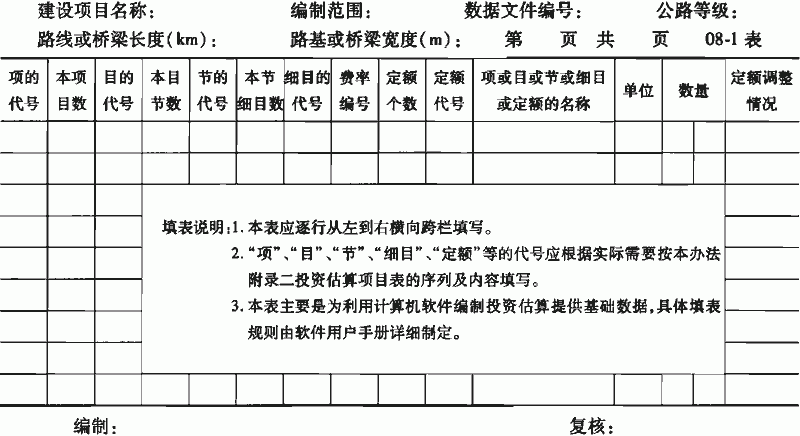 建设项目名称： 编制范围： 数据文件编号： 公路等级：
路线或桥梁长度(km)： 路基或桥梁宽度(m)： 第 页 共 页 08-1 表
项的代号 本项目数 目的代号 本目节数 节的代号 本节细目数 细目的代号 费率编号 定额个数 定额代号 项或目或节或细目或定额的名称 单位 数量 定额调整情况
填表说明:1. 本表应逐行从左到右横向跨栏填写。
2. “项”、“目”、“节”、“细目”、“定额”等的代号应根据实际需要按本办法
附录二投资估算项目表的序列及内容填写。
3. 本表主要是为利用计算机软件编制投资估算提供基础数据,具体填表
规则由软件用户手册详细制定。
编制： 复核：